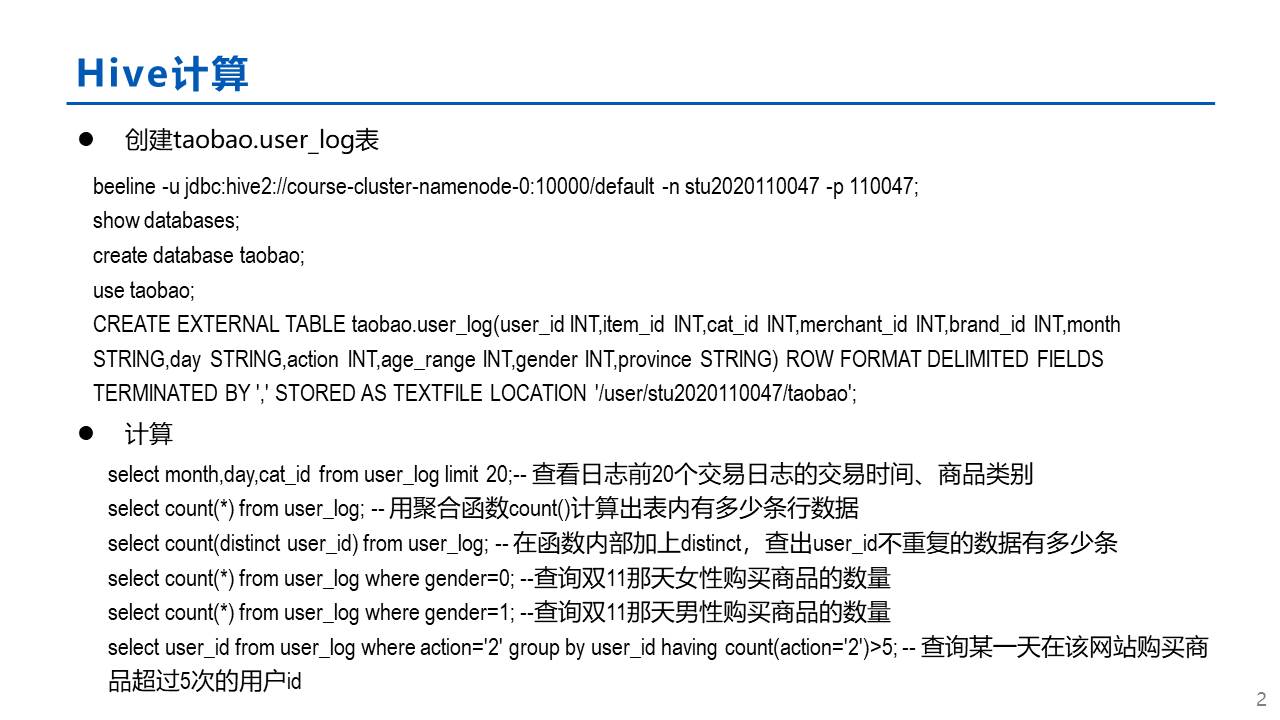 Hive计算
● 创建taobao.user_log表
beeline -u jdbc:hive2://course-cluster-namenode-0:10000/default -n stu2020110047 -p 110047;
show databases;
create database taobao;
use taobao;
CREATE EXTERNAL TABLE taobao.user_log(user_id INT,item_id INT,cat_id INT,merchant_id INT,brand_id INT,month
STRING,day STRING,action INT,age_range INT,gender INT,province STRING) ROW FORMAT DELIMITED FIELDS
TERMINATED BY ',' STORED AS TEXTFILE LOCATION '/user/stu2020110047/taobao';
● 计算
select month,day,cat_id from user_log limit 20;-- 查看日志前20个交易日志的交易时间、商品类别
select count(*) from user_log; -- 用聚合函数count()计算出表内有多少条行数据
select count(distinct user_id) from user_log; -- 在函数内部加上distinct，查出user_id不重复的数据有多少条
select count(*) from user_log where gender=0; --查询双11那天女性购买商品的数量
select count(*) from user_log where gender=1; --查询双11那天男性购买商品的数量
select user_id from user_log where action='2' group by user_id having count(action='2')>5; -- 查询某一天在该网站购买商
品超过5次的用户id
2